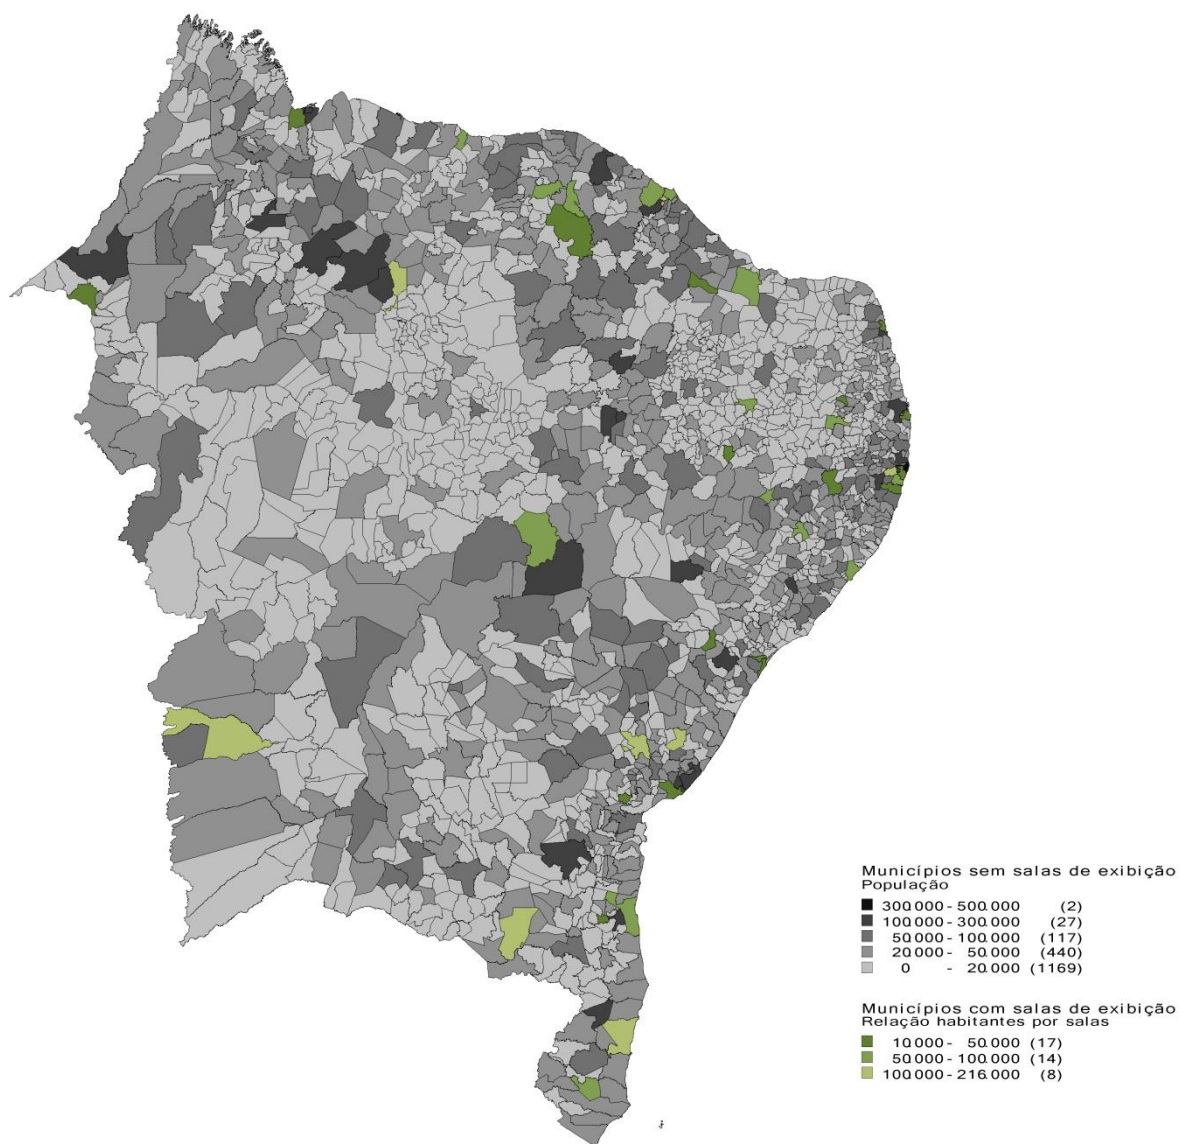 Municípios sem salas de exibição
População
300.000 - 500.000 (2)
100.000 - 300.000 (27)
50.000 - 100.000 (117)
20.000 - 50.000 (440)
0 - 20.000 (1169)
Municípios com salas de exibição
Relação habitantes por salas
10.000 - 50.000 (17)
50.000 - 100.000 (14)
100.000 - 216.000 (8)